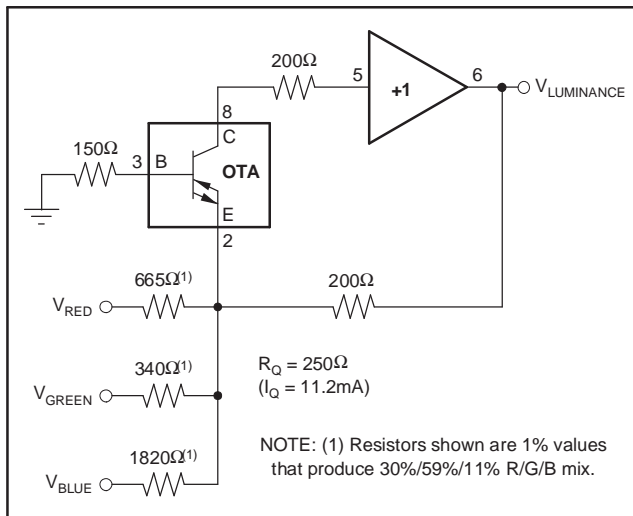 200Ω
5
+1
6
V_LUMINANCE
8
C
150Ω
3
B
OTA
E
2
665Ω(1)
200Ω
V_RED
R_Q = 250Ω
340Ω(1)
(I_Q = 11.2mA)
V_GREEN
NOTE: (1) Resistors shown are 1% values
1820Ω(1)
that produce 30%/59%/11% R/G/B mix.
V_BLUE